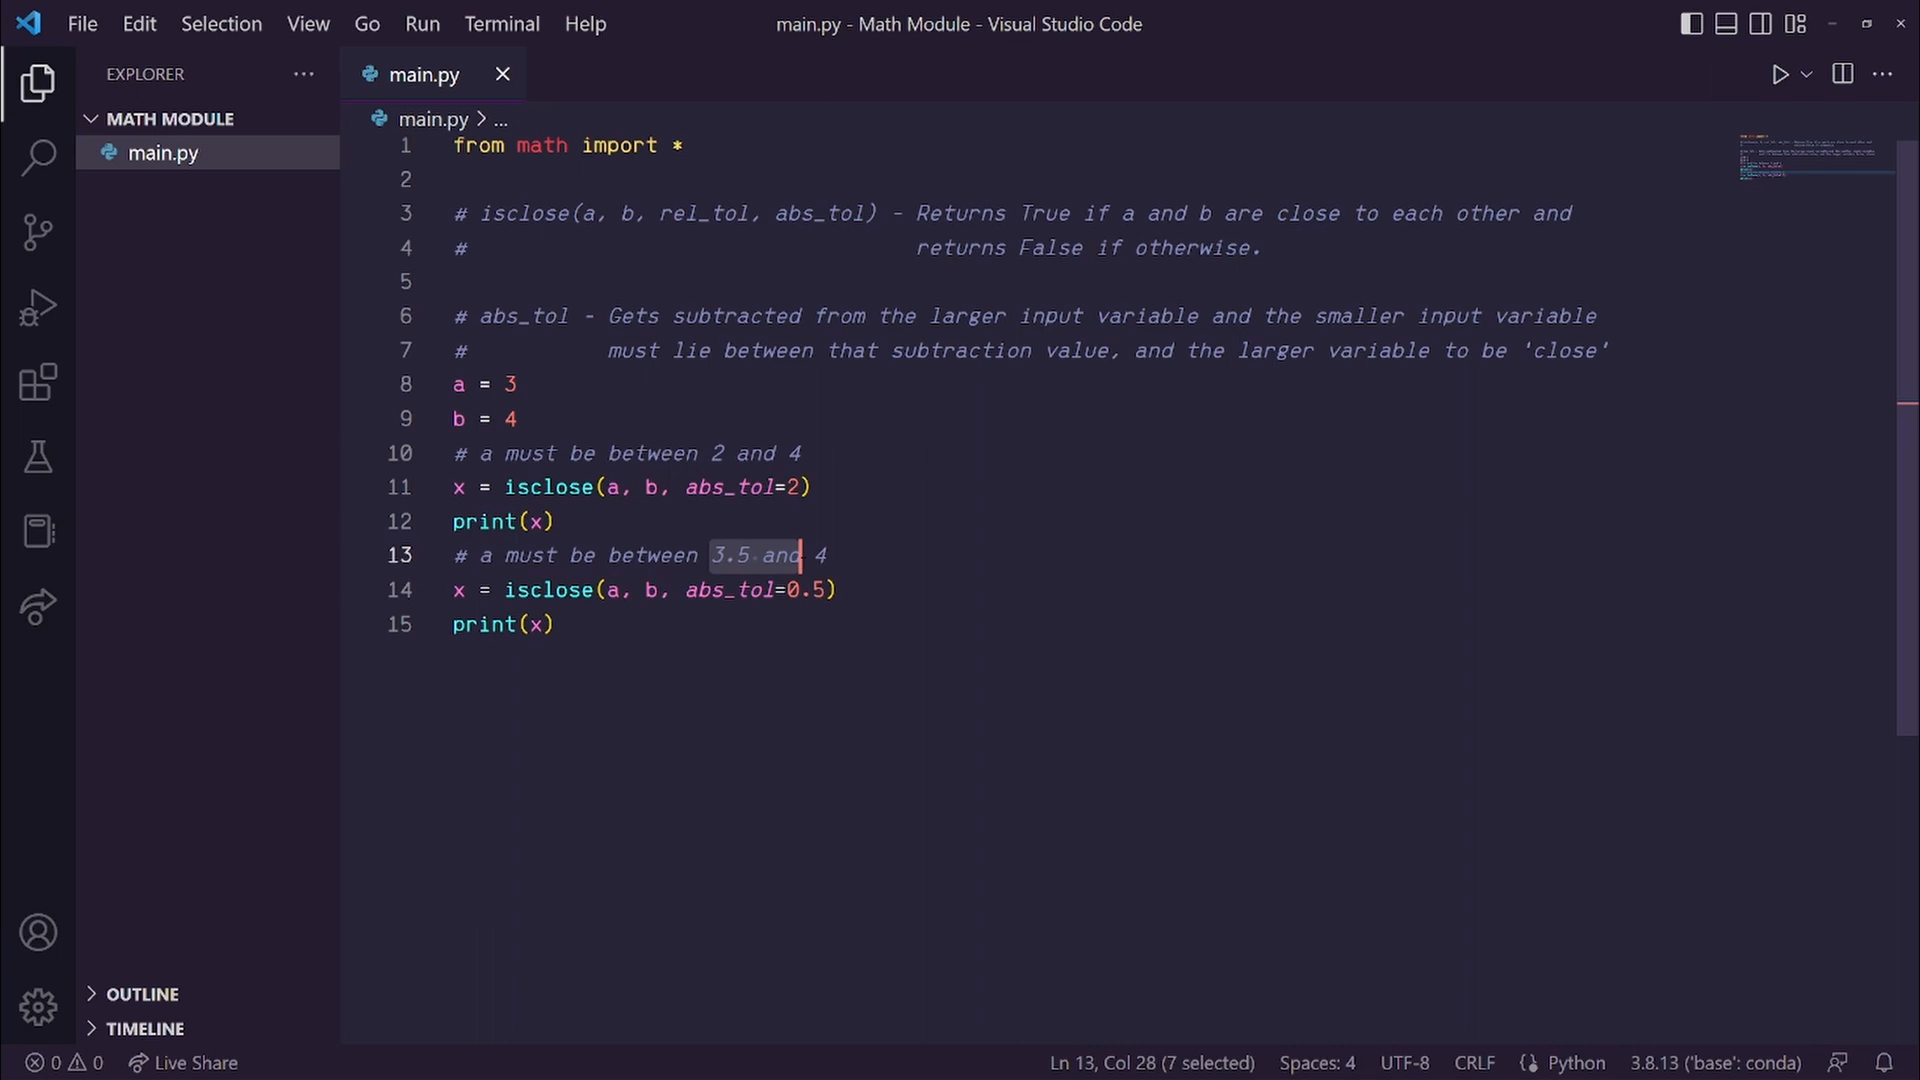 File Edit Selection View Go Run Terminal Help
main.py - Math Module - Visual Studio Code
EXPLORER
MATH MODULE
main.py
OUTLINE
TIMELINE
main.py
main.py > ...
1 from math import *
2
3 # isclose(a, b, rel_tol, abs_tol) - Returns True if a and b are close to each other and
4 # returns False if otherwise.
5
6 # abs_tol - Gets subtracted from the larger input variable and the smaller input variable
7 # must lie between that subtraction value, and the larger variable to be 'close'
8 a = 3
9 b = 4
10 # a must be between 2 and 4
11 x = isclose(a, b, abs_tol=2)
12 print(x)
13 # a must be between 3.5 and 4
14 x = isclose(a, b, abs_tol=0.5)
15 print(x)
0 0 Live Share
Ln 13, Col 28 (7 selected) Spaces: 4 UTF-8 CRLF Python 3.8.13 ('base': conda)